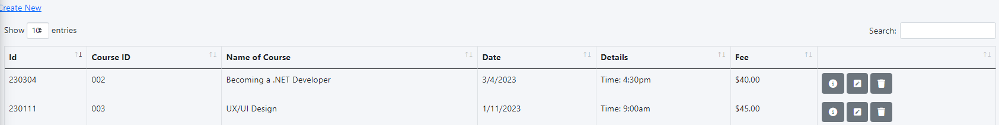 Create New
Show 10 entries Search:
Id Course ID Name of Course Date Details Fee
230304 002 Becoming a .NET Developer 3/4/2023 Time: 4:30pm $40.00
230111 003 UX/UI Design 1/11/2023 Time: 9:00am $45.00